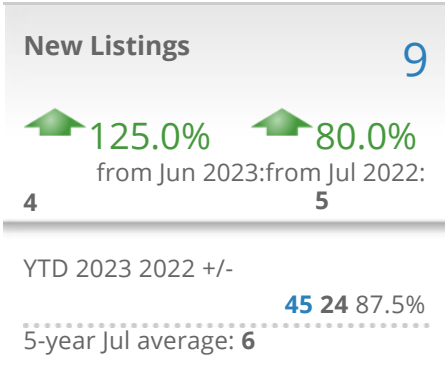 New Listings 9
125.0% 80.0%
from Jun 2023:from Jul 2022:
4 5
YTD 2023 2022 +/-
45 24 87.5%
5-year Jul average: 6